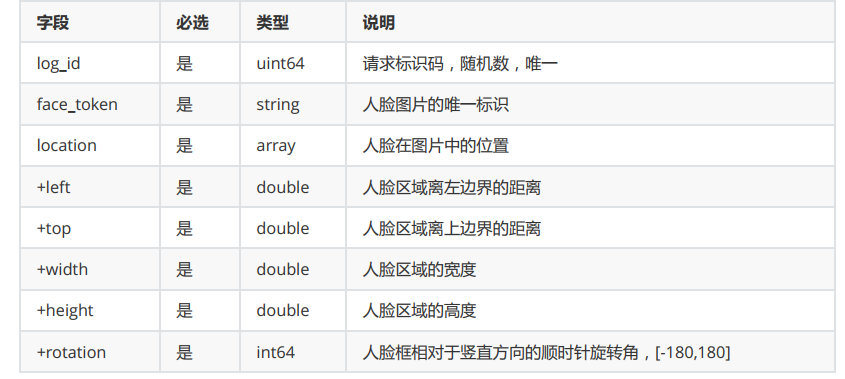 字段 必选 类型 说明
log_id 是 uint64 请求标识码，随机数，唯一
face_token 是 string 人脸图片的唯一标识
location 是 array 人脸在图片中的位置
+left 是 double 人脸区域离左边界的距离
+top 是 double 人脸区域离上边界的距离
+width 是 double 人脸区域的宽度
+height 是 double 人脸区域的高度
+rotation 是 int64 人脸框相对于竖直方向的顺时针旋转角，[-180,180]